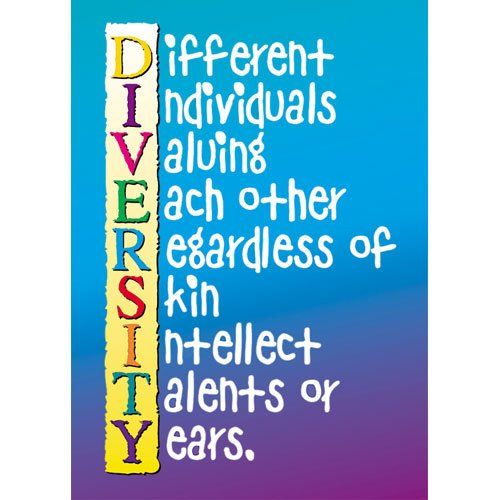 Different
Individuals
Valuing
Each other
Regardless of
Skin
Intellect
Talents or
Years.